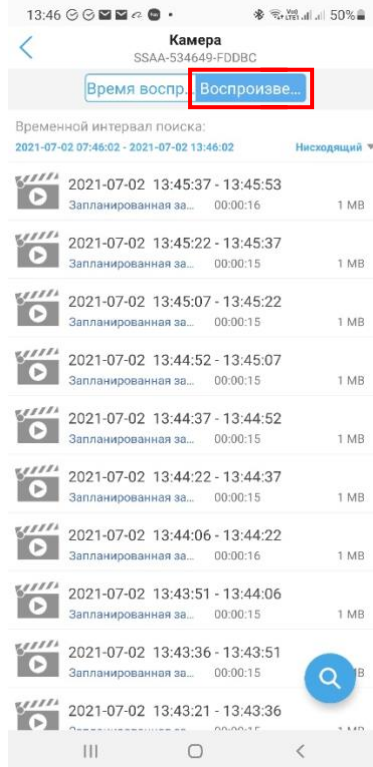 13:46 50%
Камера
SSAA-534649-FDDBC
Время воспр... Воспроизве...
Временной интервал поиска:
2021-07-02 07:46:02 - 2021-07-02 13:46:02 Нисходящий
2021-07-02 13:45:37 - 13:45:53
Запланированная за... 00:00:16 1 MB
2021-07-02 13:45:22 - 13:45:37
Запланированная за... 00:00:15 1 MB
2021-07-02 13:45:07 - 13:45:22
Запланированная за... 00:00:15 1 MB
2021-07-02 13:44:52 - 13:45:07
Запланированная за... 00:00:15 1 MB
2021-07-02 13:44:37 - 13:44:52
Запланированная за... 00:00:15 1 MB
2021-07-02 13:44:22 - 13:44:37
Запланированная за... 00:00:15 1 MB
2021-07-02 13:44:06 - 13:44:22
Запланированная за... 00:00:16 1 MB
2021-07-02 13:43:51 - 13:44:06
Запланированная за... 00:00:15 1 MB
2021-07-02 13:43:36 - 13:43:51
Запланированная за... 00:00:15
2021-07-02 13:43:21 - 13:43:36